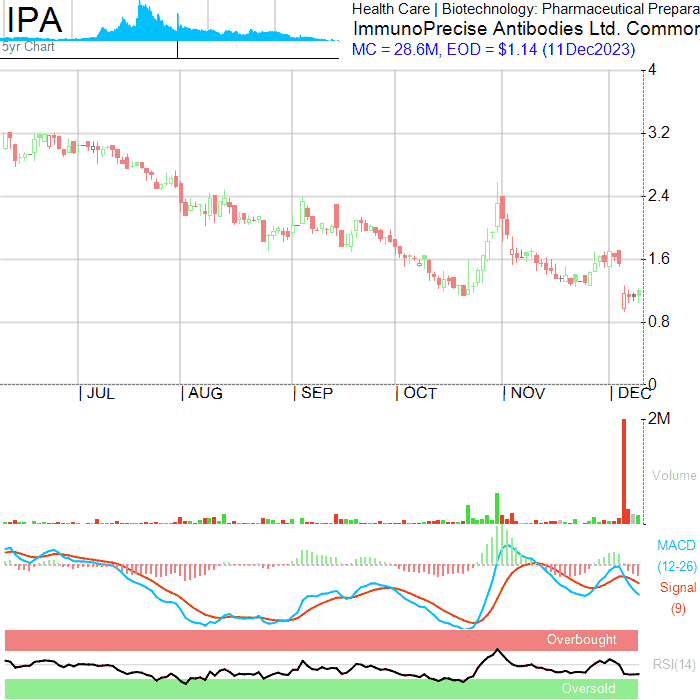 IPA
5yr Chart
Health Care | Biotechnology: Pharmaceutical Prepara
ImmunoPrecise Antibodies Ltd. Common
MC = 28.6M, EOD = $1.14 (11Dec2023)
4
3.2
2.4
1.6
0.8
0
| JUL | AUG | SEP | OCT | NOV | DEC
2M
Volume
MACD
(12-26)
Signal
(9)
Overbought
RSI(14)
Oversold